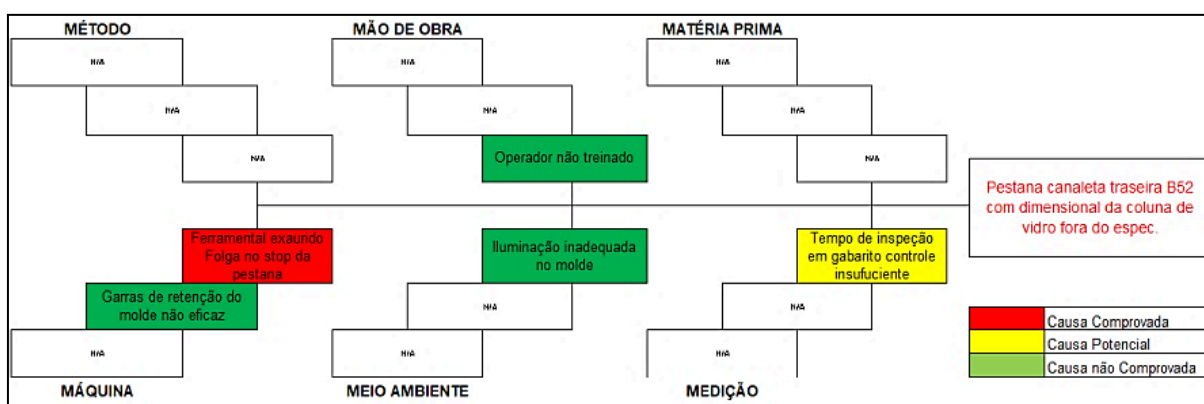 MÉTODO
MÃO DE OBRA
MATÉRIA PRIMA
N/A
N/A
N/A
N/A
N/A
N/A
N/A
Operador não treinado
N/A
Pestana canaleta traseira B52
com dimensional da coluna de
vidro fora do espec.
Ferramental exaurido
Folga no stop da
pestana
Iluminação inadequada
no molde
Tempo de inspeção
em gabarito controle
insufuciente
Garras de retenção do
molde não eficaz
N/A
N/A
N/A
N/A
N/A
Causa Comprovada
Causa Potencial
Causa não Comprovada
MÁQUINA
MEIO AMBIENTE
MEDIÇÃO